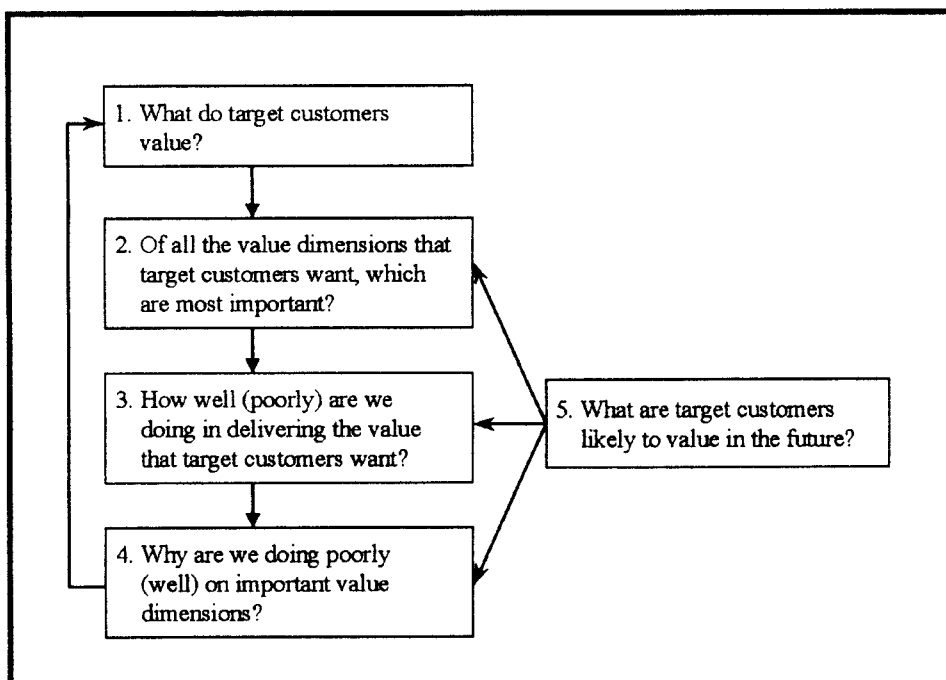 1. What do target customers
value?
2. Of all the value dimensions that
target customers want, which
are most important?
3. How well (poorly) are we
doing in delivering the value
that target customers want?
4. Why are we doing poorly
(well) on important value
dimensions?
5. What are target customers
likely to value in the future?